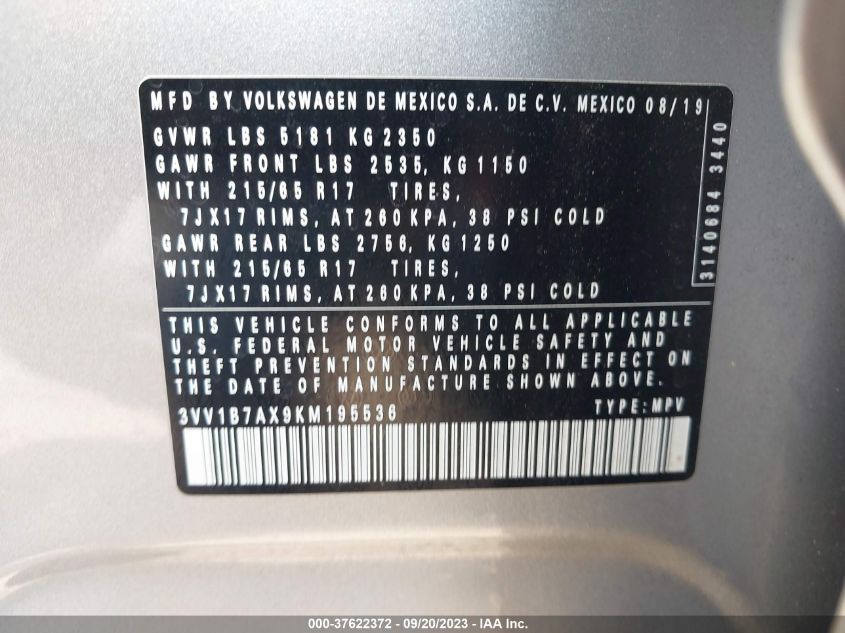 MFD BY VOLKSWAGEN DE MEXICO S.A. DE C.V. MEXICO 08/19
GVWR LBS 5181 KG 2350
GAWR FRONT LBS 2535, KG 1150
WITH 215/65 R17 TIRES,
7JX17 RIMS, AT 260 KPA, 38 PSI COLD
GAWR REAR LBS 2756, KG 1250
WITH 215/65 R17 TIRES,
7JX17 RIMS, AT 260 KPA, 38 PSI COLD
3140684 3440
THIS VEHICLE CONFORMS TO ALL APPLICABLE
U.S. FEDERAL MOTOR VEHICLE SAFETY AND
THEFT PREVENTION STANDARDS IN EFFECT ON
THE DATE OF MANUFACTURE SHOWN ABOVE.
3VV1B7AX9KM195536 TYPE: MPV
000-37622372 - 09/20/2023 - IAA Inc.